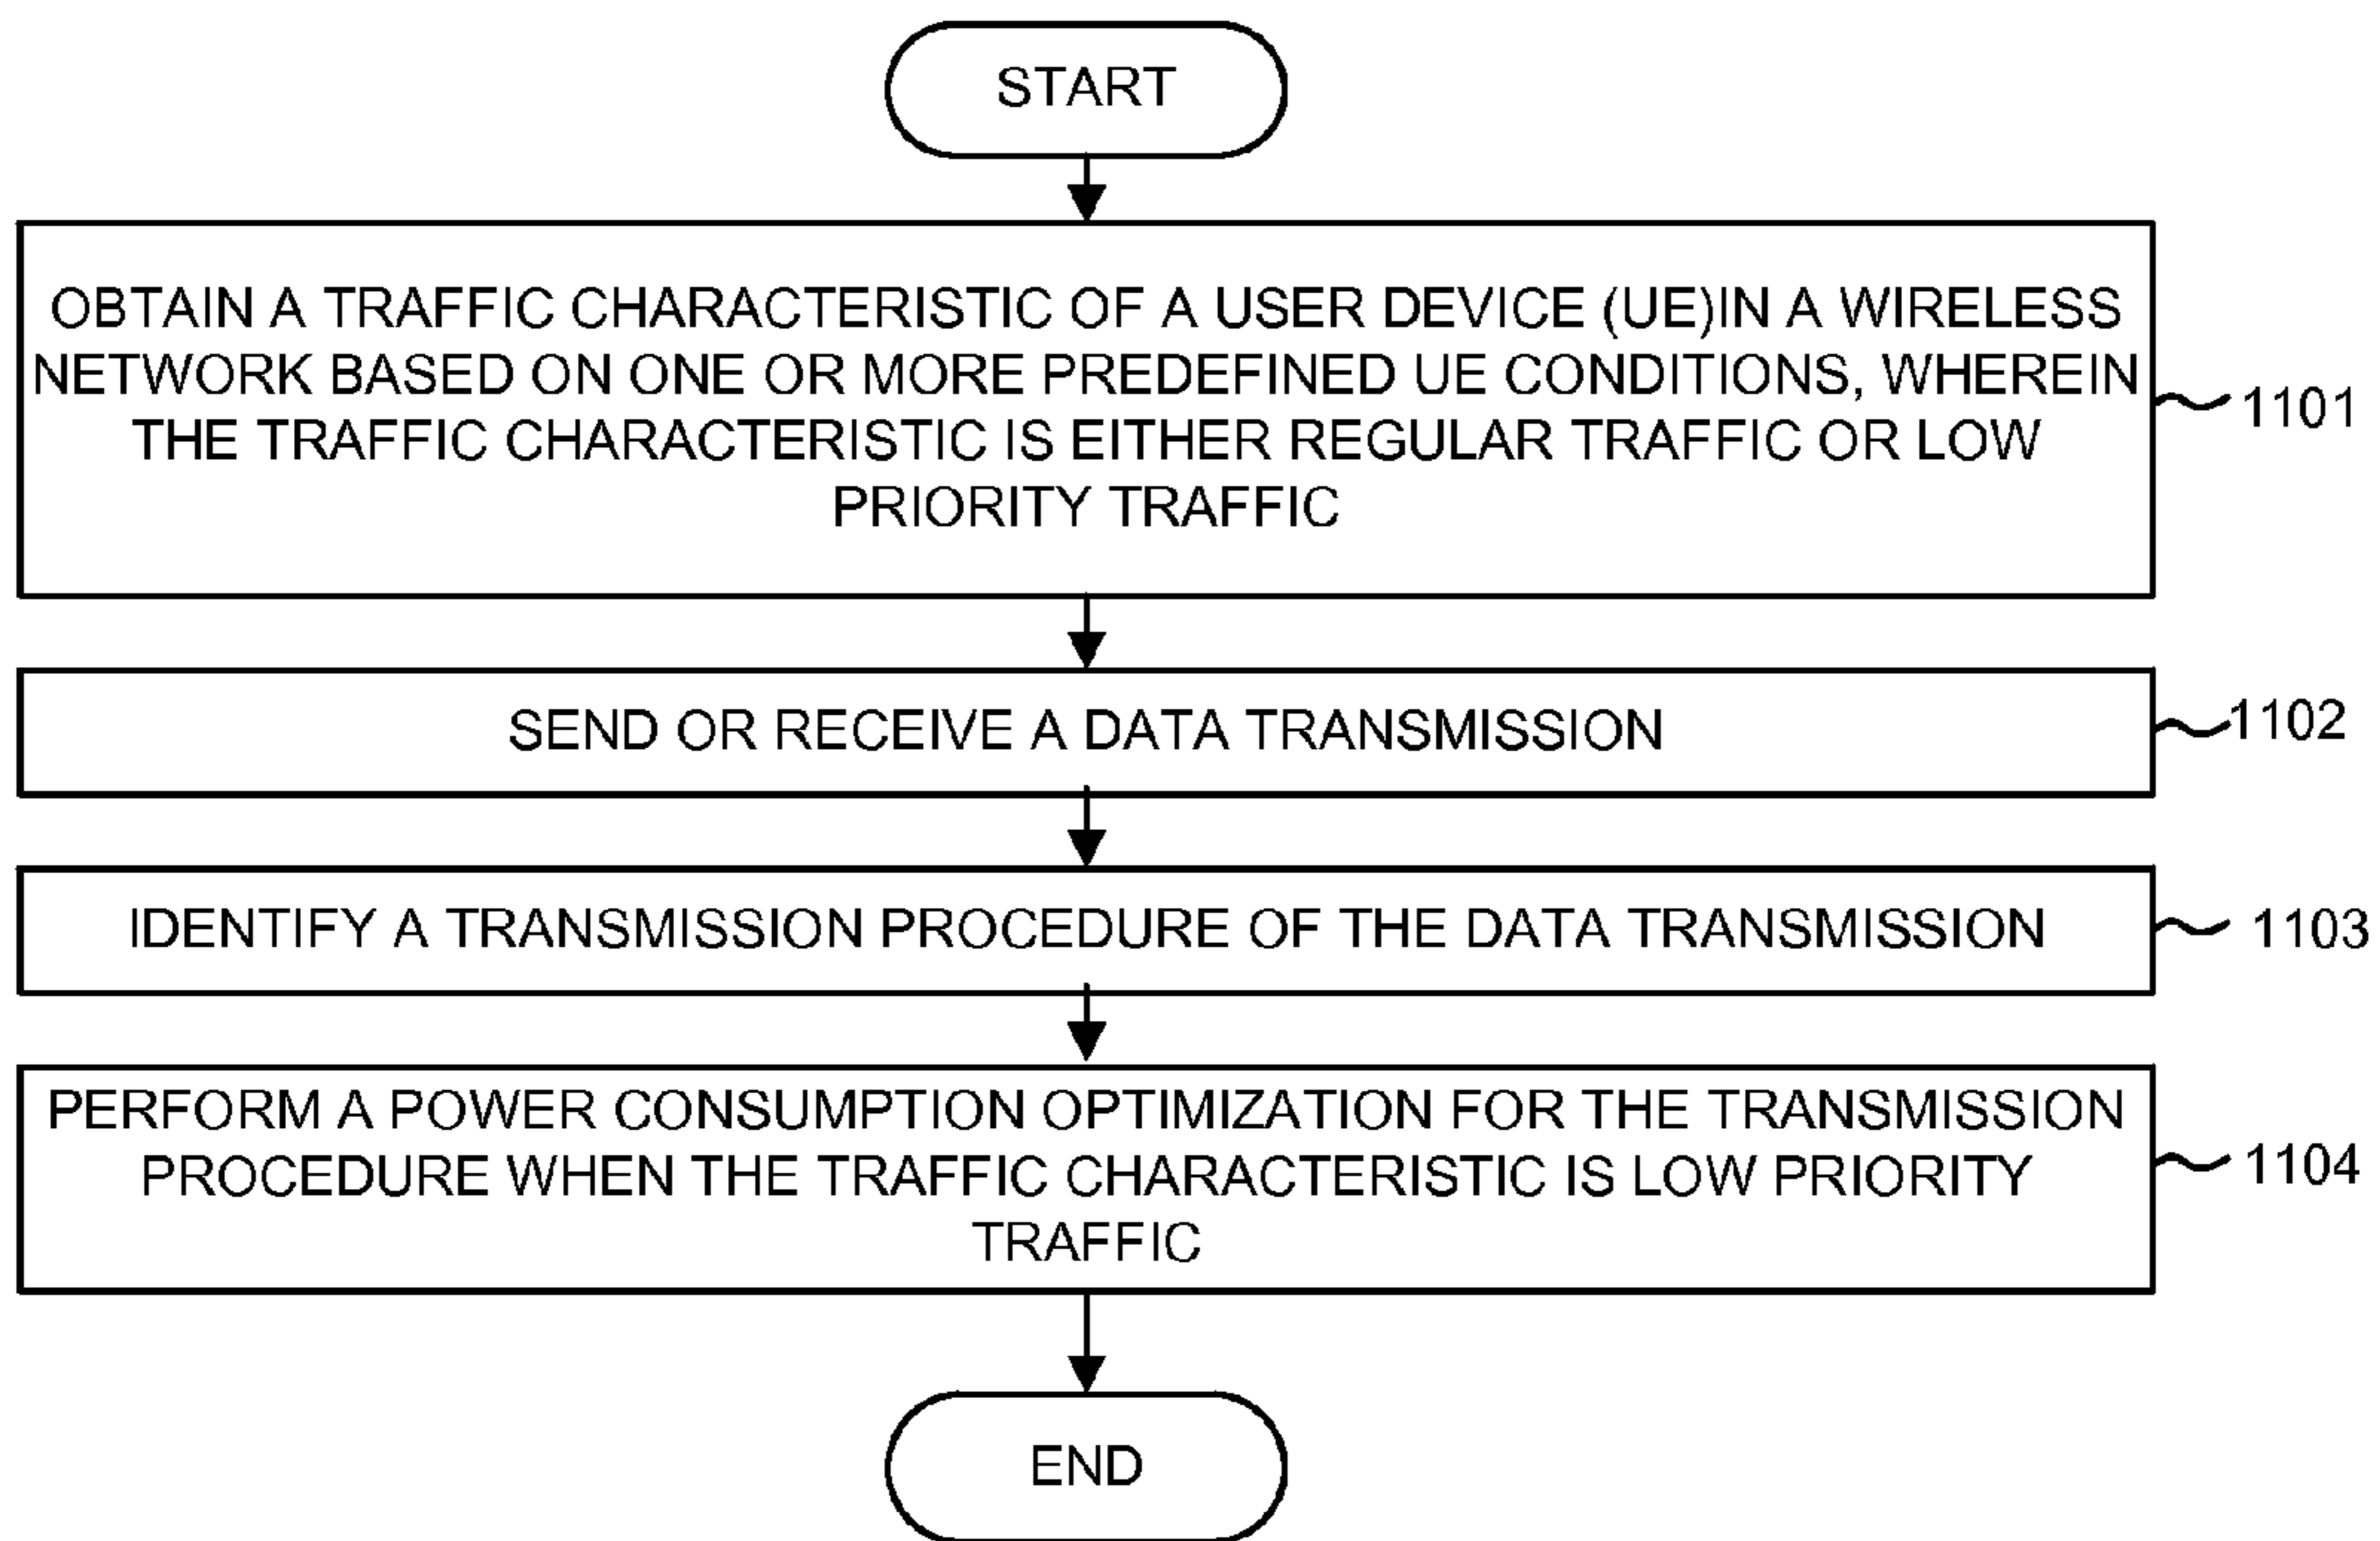 START
OBTAIN A TRAFFIC CHARACTERISTIC OF A USER DEVICE (UE)IN A WIRELESS
NETWORK BASED ON ONE OR MORE PREDEFINED UE CONDITIONS, WHEREIN
THE TRAFFIC CHARACTERISTIC IS EITHER REGULAR TRAFFIC OR LOW
PRIORITY TRAFFIC
1101
SEND OR RECEIVE A DATA TRANSMISSION
1102
IDENTIFY A TRANSMISSION PROCEDURE OF THE DATA TRANSMISSION
1103
PERFORM A POWER CONSUMPTION OPTIMIZATION FOR THE TRANSMISSION
PROCEDURE WHEN THE TRAFFIC CHARACTERISTIC IS LOW PRIORITY
TRAFFIC
1104
END